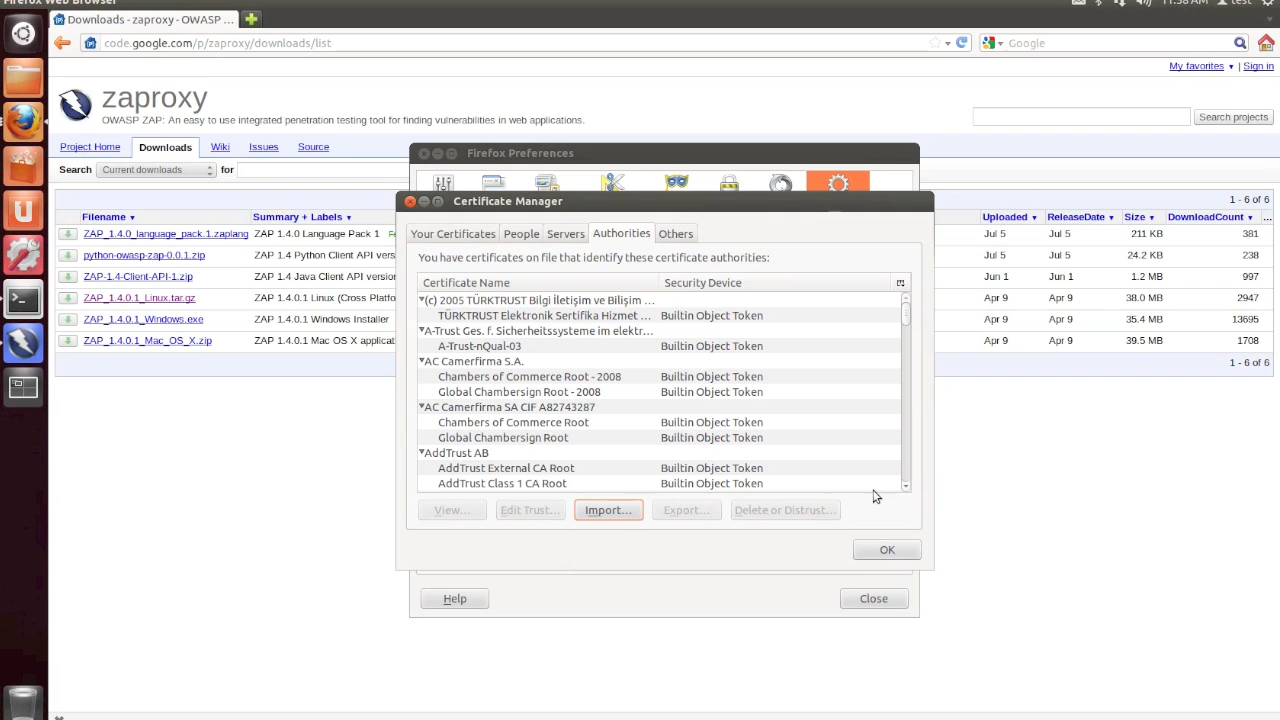 Firefox Web Browser
11:38 AM test
Downloads - zaproxy - OWASP ...
code.google.com/p/zaproxy/downloads/list
Google
My favorites ▼ | Sign in
zaproxy
OWASP ZAP: An easy to use integrated penetration testing tool for finding vulnerabilities in web applications.
Search projects
Project Home Downloads Wiki Issues Source
Search Current downloads for
Firefox Preferences
1 - 6 of 6
Filename ▼ Summary + Labels ▼ Uploaded ▼ ReleaseDate ▼ Size ▼ DownloadCount ▼ ...
ZAP_1.4.0_language_pack.1.zaplang ZAP 1.4.0 Language Pack 1 Jul 5 Jul 5 211 KB 381
python-owasp-zap-0.0.1.zip ZAP 1.4 Python Client API Jul 5 Jul 5 24.2 KB 238
ZAP-1.4-Client-API-1.zip ZAP 1.4 Java Client API Jun 1 Jun 1 1.2 MB 997
ZAP_1.4.0.1_Linux.tar.gz ZAP 1.4.0.1 Linux (Cross Apr 9 Apr 9 38.0 MB 2947
ZAP_1.4.0.1_Windows.exe ZAP 1.4.0.1 Windows Installer Apr 9 Apr 9 35.4 MB 13695
ZAP_1.4.0.1_Mac_OS_X.zip ZAP 1.4.0.1 Mac OS X Apr 9 Apr 9 39.5 MB 1708
1 - 6 of 6
Certificate Manager
Your Certificates People Servers Authorities Others
You have certificates on file that identify these certificate authorities:
Certificate Name Security Device
(c) 2005 TÜRKTRUST Bilgi İletişim ve Bilişim ...
TÜRKTRUST Elektronik Sertifika Hizmet ... Builtin Object Token
A-Trust Ges. f. Sicherheitssysteme im elektr...
A-Trust-nQual-03 Builtin Object Token
AC Camerfirma S.A.
Chambers of Commerce Root - 2008 Builtin Object Token
Global Chambersign Root - 2008 Builtin Object Token
AC Camerfirma SA CIF A82743287
Chambers of Commerce Root Builtin Object Token
Global Chambersign Root Builtin Object Token
AddTrust AB
AddTrust External CA Root Builtin Object Token
AddTrust Class 1 CA Root Builtin Object Token
View... Edit Trust... Import... Export... Delete or Distrust...
OK
Help Close